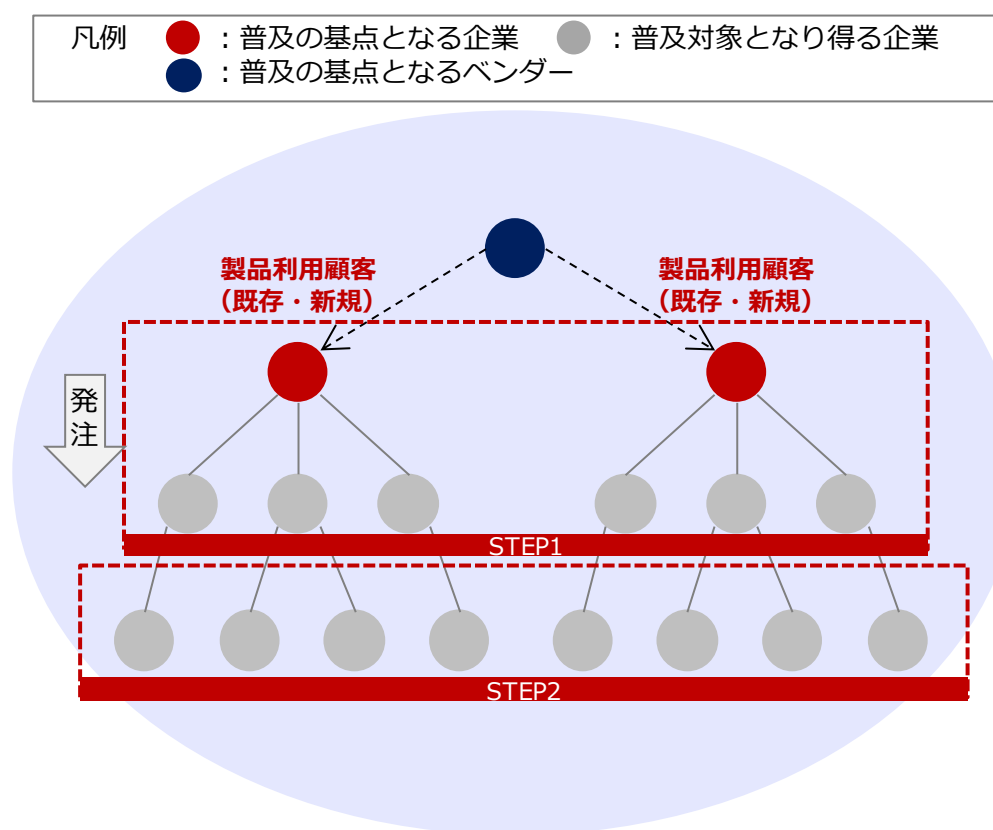 凡例 ：普及の基点となる企業 ：普及対象となり得る企業
：普及の基点となるベンダー
製品利用顧客
（既存・新規）
製品利用顧客
（既存・新規）
発
注
STEP1
STEP2